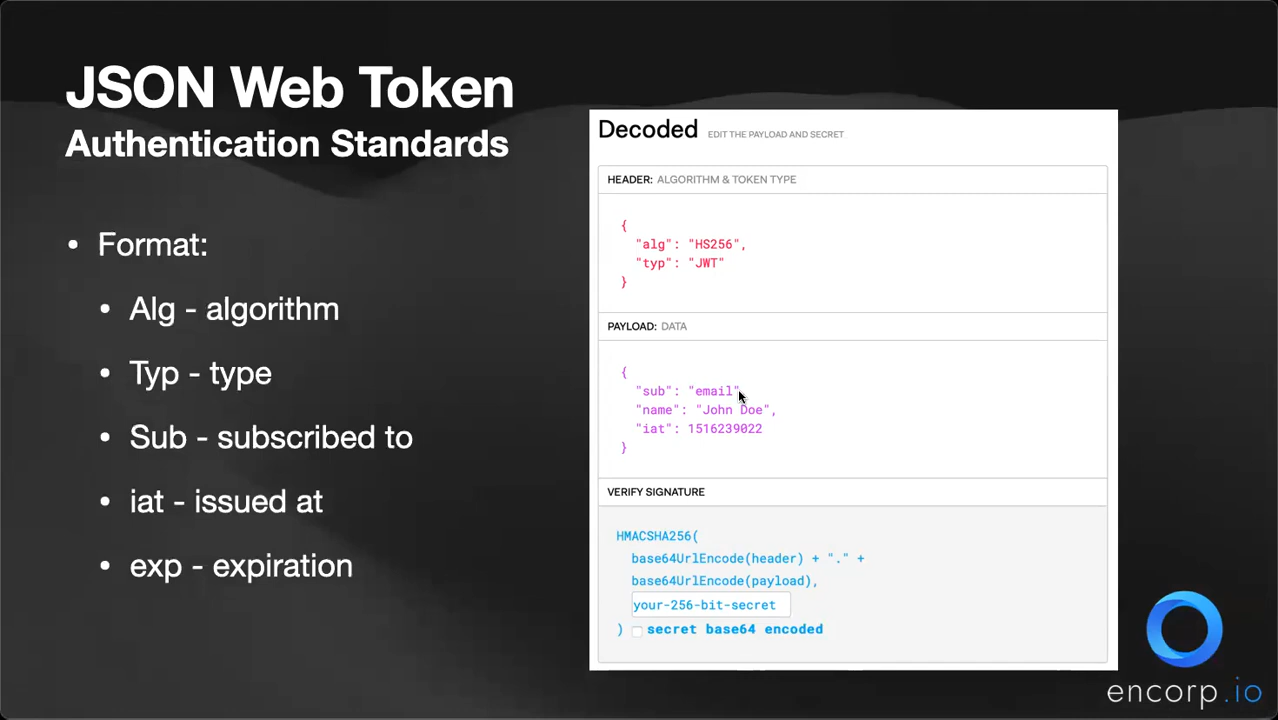 JSON Web Token
Authentication Standards
• Format:
• Alg - algorithm
• Typ - type
• Sub - subscribed to
• iat - issued at
• exp - expiration
Decoded EDIT THE PAYLOAD AND SECRET
HEADER: ALGORITHM & TOKEN TYPE
{
"alg": "HS256",
"typ": "JWT"
}
PAYLOAD: DATA
{
"sub": "email",
"name": "John Doe",
"iat": 1516239022
}
VERIFY SIGNATURE
HMACSHA256(
base64UrlEncode(header) + "." +
base64UrlEncode(payload),
your-256-bit-secret
) secret base64 encoded
encorp.io